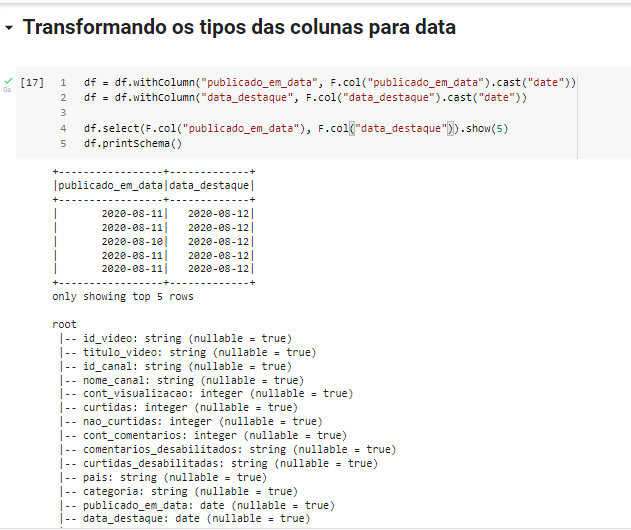 Transformando os tipos das colunas para data
[17] 1 df = df.withColumn("publicado_em_data", F.col("publicado_em_data").cast("date"))
2 df = df.withColumn("data_destaque", F.col("data_destaque").cast("date"))
3
4 df.select(F.col("publicado_em_data"), F.col("data_destaque")).show(5)
5 df.printSchema()
+-----------------+-------------+
|publicado_em_data|data_destaque|
+-----------------+-------------+
|       2020-08-11|   2020-08-12|
|       2020-08-11|   2020-08-12|
|       2020-08-10|   2020-08-12|
|       2020-08-11|   2020-08-12|
|       2020-08-11|   2020-08-12|
+-----------------+-------------+
only showing top 5 rows
root
|-- id_video: string (nullable = true)
|-- titulo_video: string (nullable = true)
|-- id_canal: string (nullable = true)
|-- nome_canal: string (nullable = true)
|-- cont_visualizacao: integer (nullable = true)
|-- curtidas: integer (nullable = true)
|-- nao_curtidas: integer (nullable = true)
|-- cont_comentarios: integer (nullable = true)
|-- comentarios_desabilitados: string (nullable = true)
|-- curtidas_desabilitadas: string (nullable = true)
|-- pais: string (nullable = true)
|-- categoria: string (nullable = true)
|-- publicado_em_data: date (nullable = true)
|-- data_destaque: date (nullable = true)